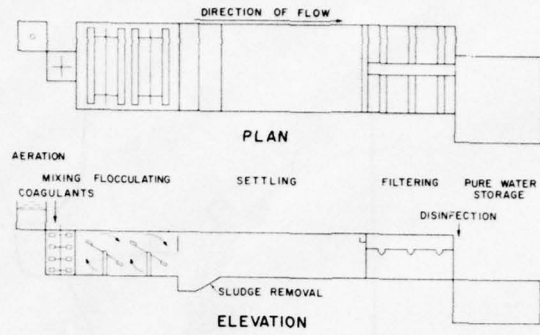 DIRECTION OF FLOW
PLAN
AERATION
MIXING FLOCCULATING SETTLING FILTERING PURE WATER
COAGULANTS STORAGE
DISINFECTION
SLUDGE REMOVAL
ELEVATION